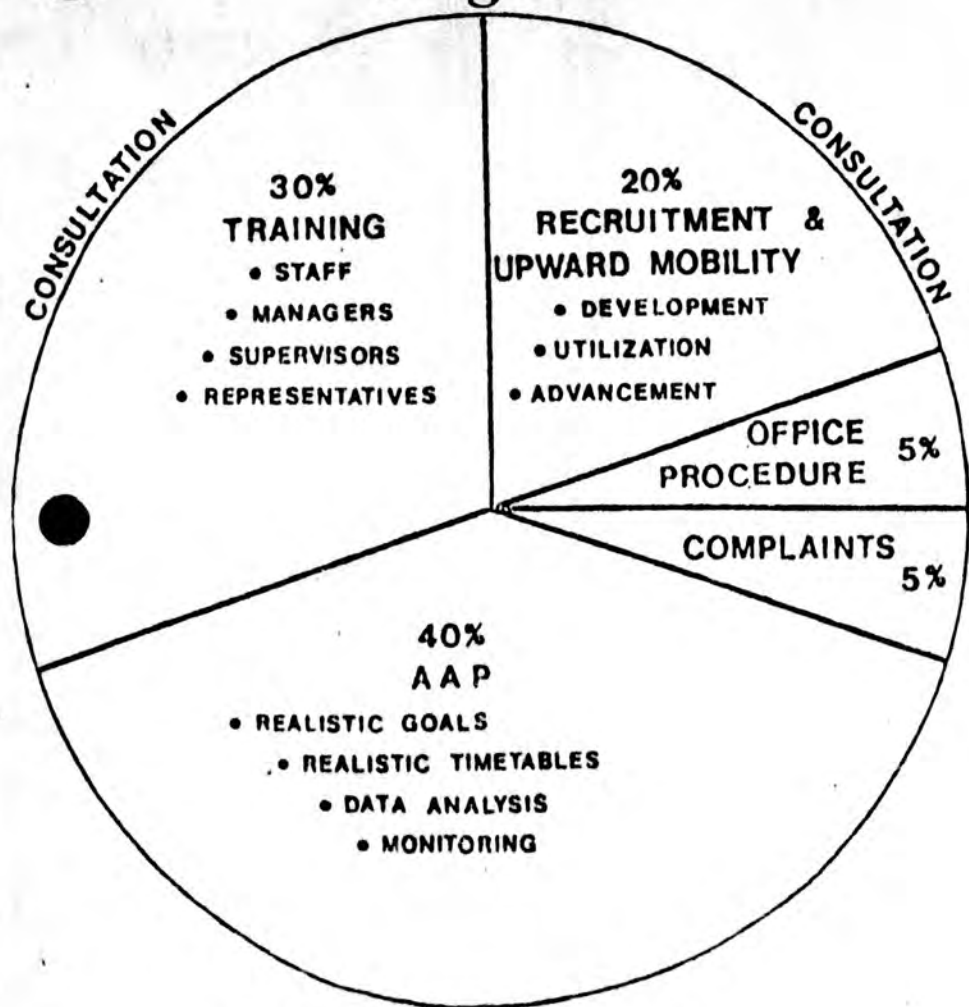 CONSULTATION
CONSULTATION
30%
TRAINING
• STAFF
• MANAGERS
• SUPERVISORS
• REPRESENTATIVES
20%
RECRUITMENT &
UPWARD MOBILITY
• DEVELOPMENT
• UTILIZATION
• ADVANCEMENT
OFFICE
PROCEDURE
5%
COMPLAINTS
5%
40%
AAP
• REALISTIC GOALS
• REALISTIC TIMETABLES
• DATA ANALYSIS
• MONITORING